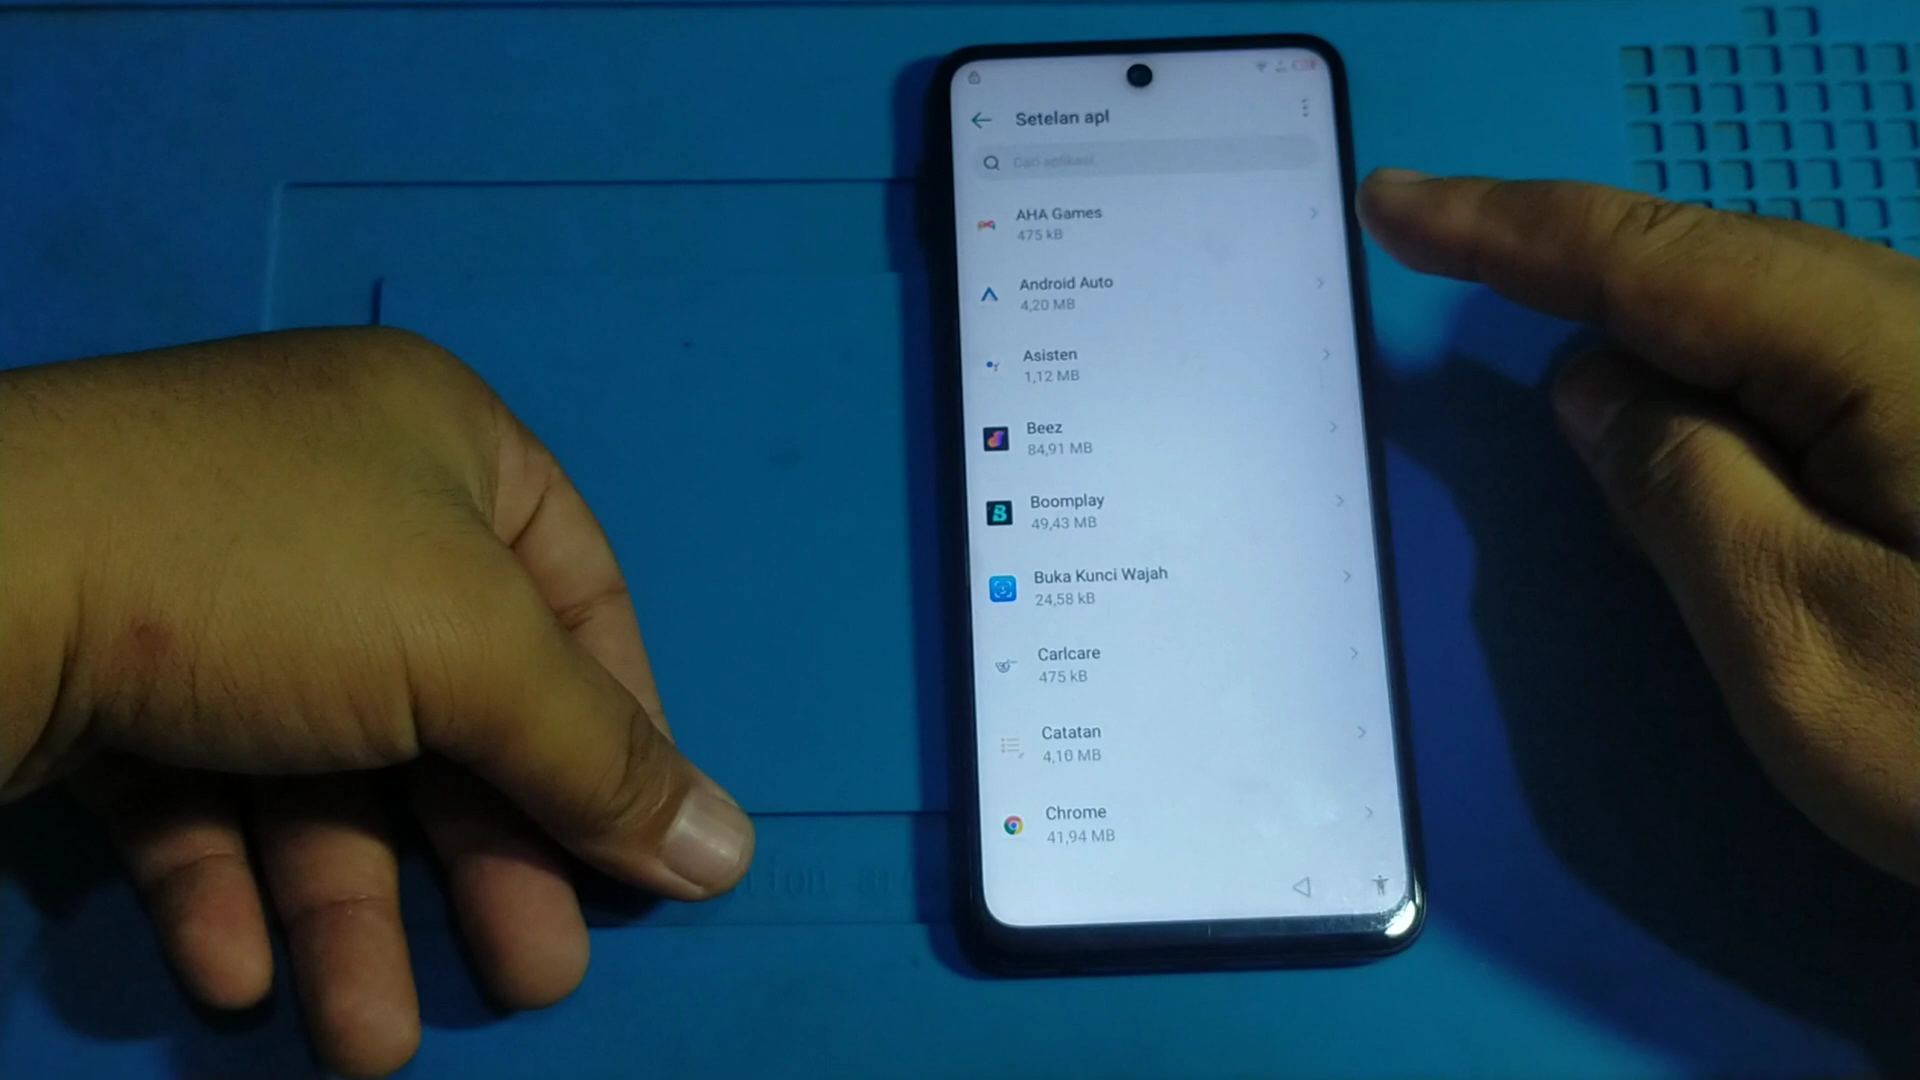 Setelan apl
Cari aplikasi
AHA Games
475 kB
Android Auto
4,20 MB
Asisten
1,12 MB
Beez
84,91 MB
Boomplay
49,43 MB
Buka Kunci Wajah
24,58 kB
Carlcare
475 kB
Catatan
4,10 MB
Chrome
41,94 MB